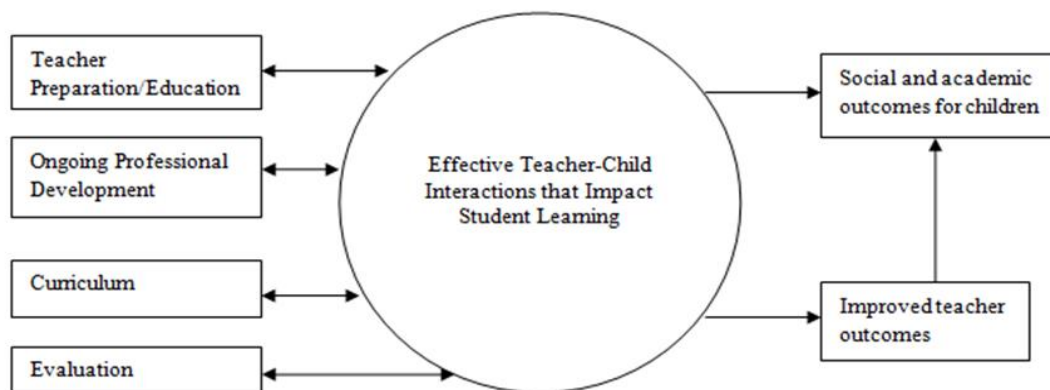 Teacher
Preparation/Education
Ongoing Professional
Development
Curriculum
Evaluation
Effective Teacher-Child
Interactions that Impact
Student Learning
Social and academic
outcomes for children
Improved teacher
outcomes